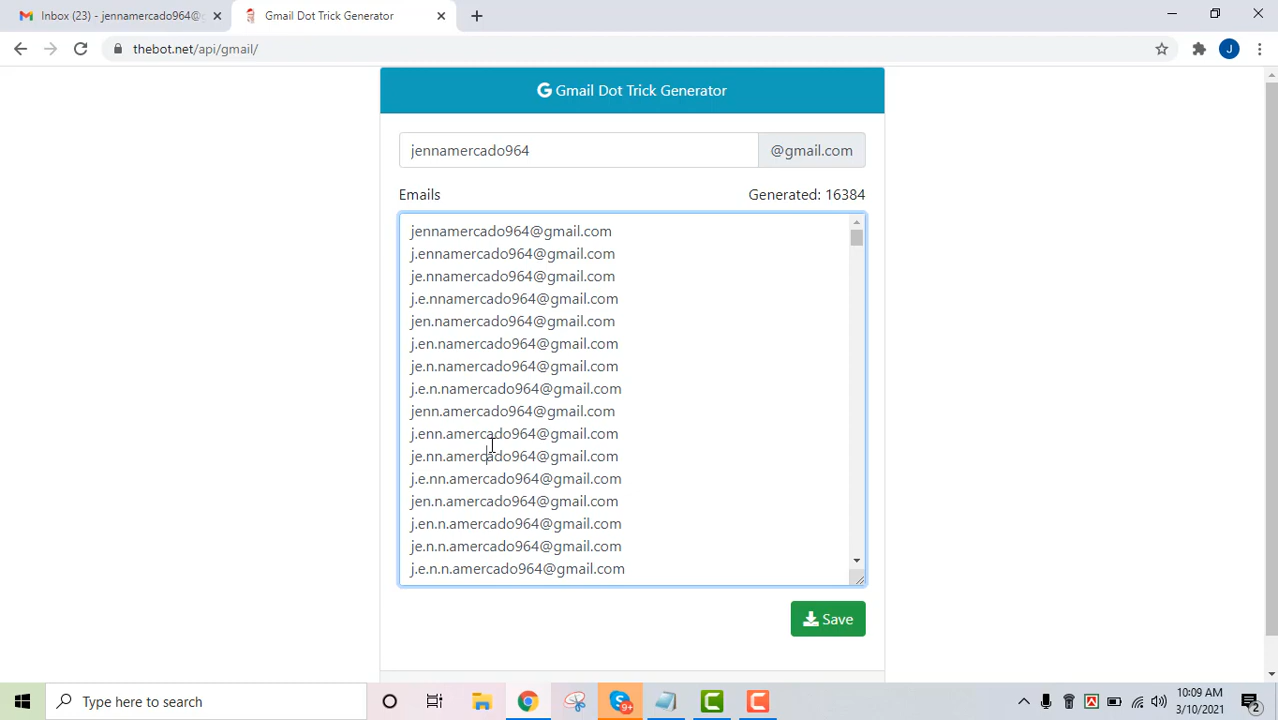 Inbox (23) - jennamercado964@g
Gmail Dot Trick Generator
thebot.net/api/gmail/
J
G Gmail Dot Trick Generator
jennamercado964
@gmail.com
Emails
Generated: 16384
jennamercado964@gmail.com
j.ennamercado964@gmail.com
je.nnamercado964@gmail.com
j.e.nnamercado964@gmail.com
jen.namercado964@gmail.com
j.en.namercado964@gmail.com
je.n.namercado964@gmail.com
j.e.n.namercado964@gmail.com
jenn.amercado964@gmail.com
j.enn.amercado964@gmail.com
je.nn.amercado964@gmail.com
j.e.nn.amercado964@gmail.com
jen.n.amercado964@gmail.com
j.en.n.amercado964@gmail.com
je.n.n.amercado964@gmail.com
j.e.n.n.amercado964@gmail.com
Save
Type here to search
9+
10:09 AM
3/10/2021
2